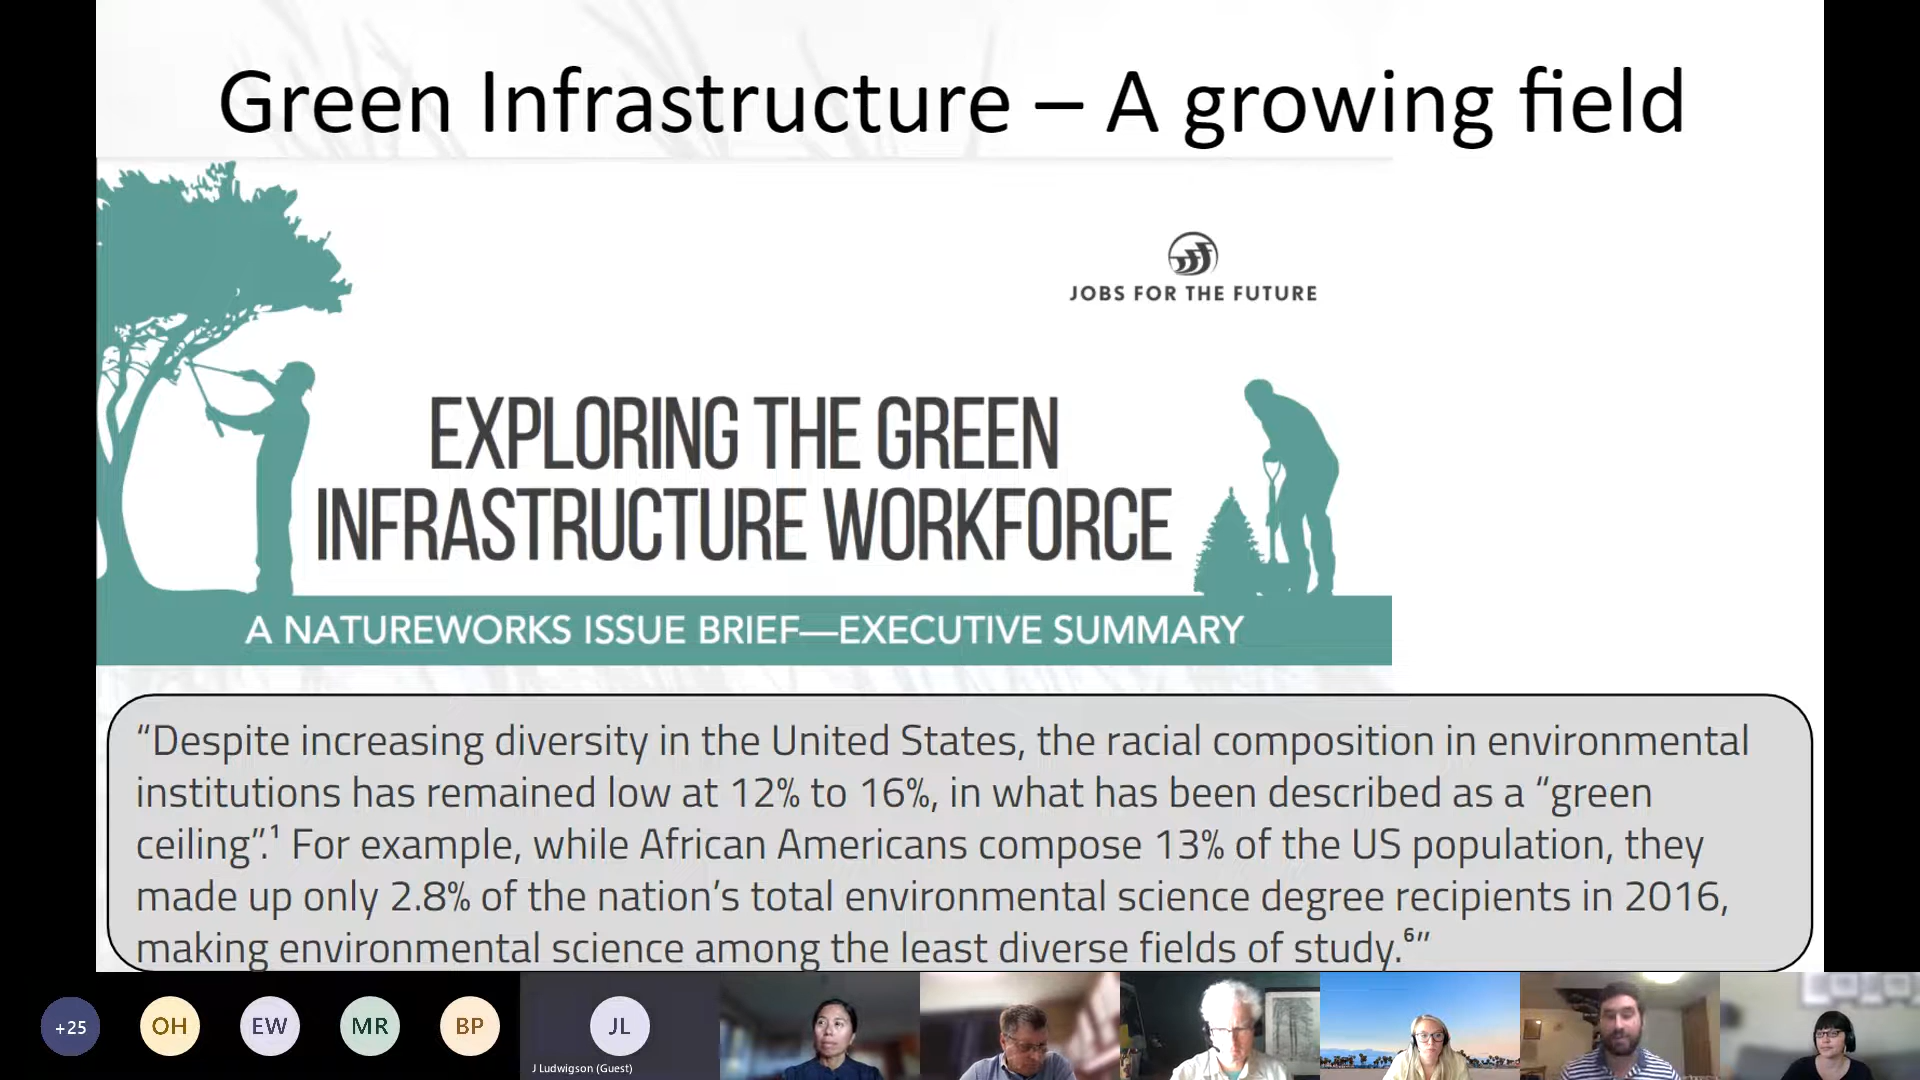 Green Infrastructure – A growing field
JOBS FOR THE FUTURE
EXPLORING THE GREEN
INFRASTRUCTURE WORKFORCE
A NATUREWORKS ISSUE BRIEF—EXECUTIVE SUMMARY
“Despite increasing diversity in the United States, the racial composition in environmental
institutions has remained low at 12% to 16%, in what has been described as a “green
ceiling”.¹ For example, while African Americans compose 13% of the US population, they
made up only 2.8% of the nation’s total environmental science degree recipients in 2016,
making environmental science among the least diverse fields of study.⁶”
+25 OH EW MR BP JL
J Ludwigson (Guest)